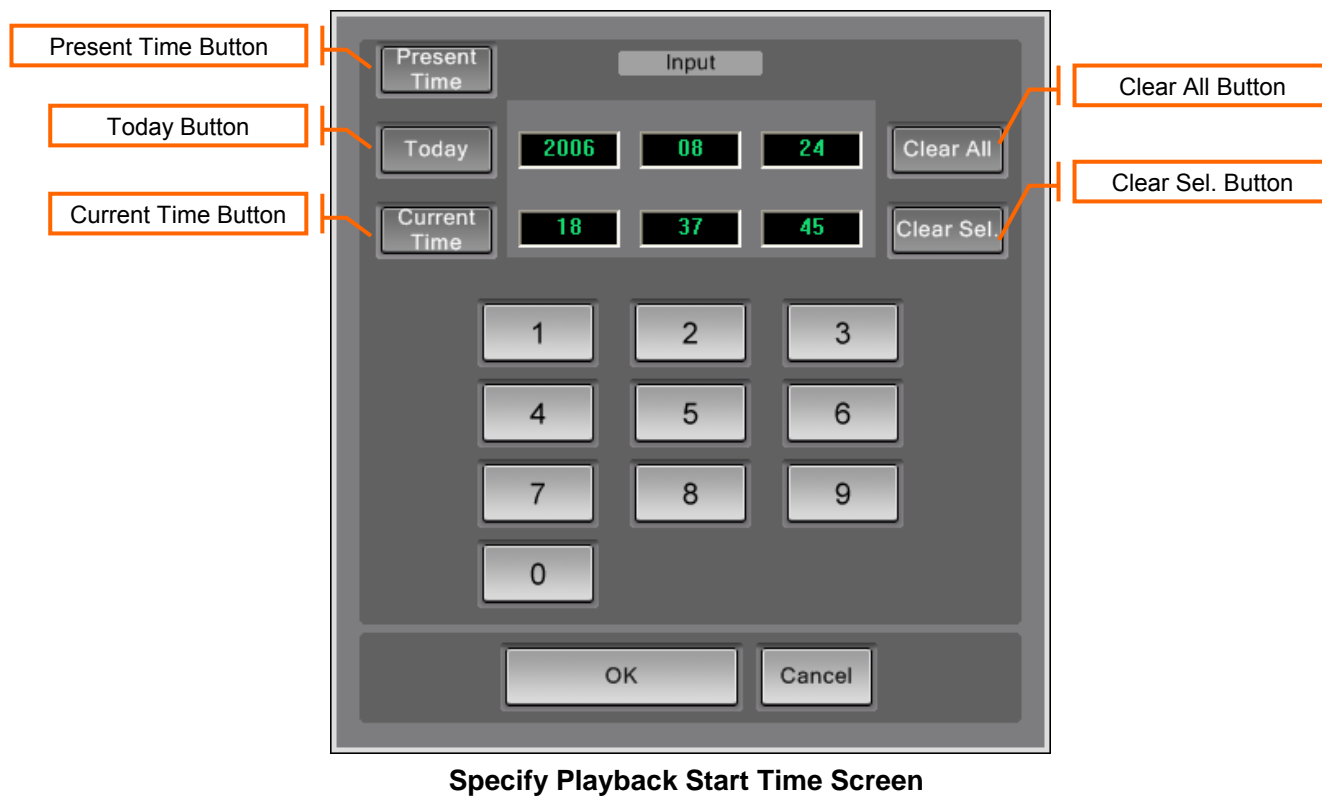 Present Time Button
Today Button
Current Time Button
Present
Time
Input
Today
2006 08 24
Clear All
Current
Time
18 37 45
Clear Sel.
Clear All Button
Clear Sel. Button
1 2 3
4 5 6
7 8 9
0
OK Cancel
Specify Playback Start Time Screen